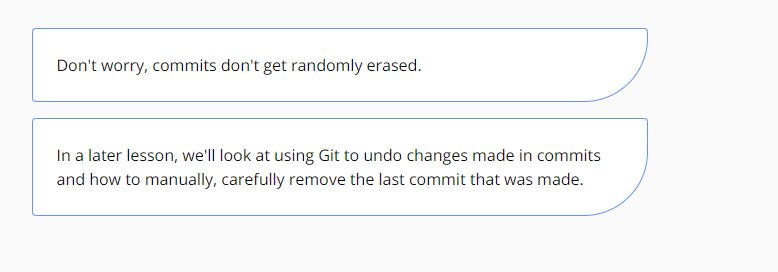 Don't worry, commits don't get randomly erased.
In a later lesson, we'll look at using Git to undo changes made in commits
and how to manually, carefully remove the last commit that was made.